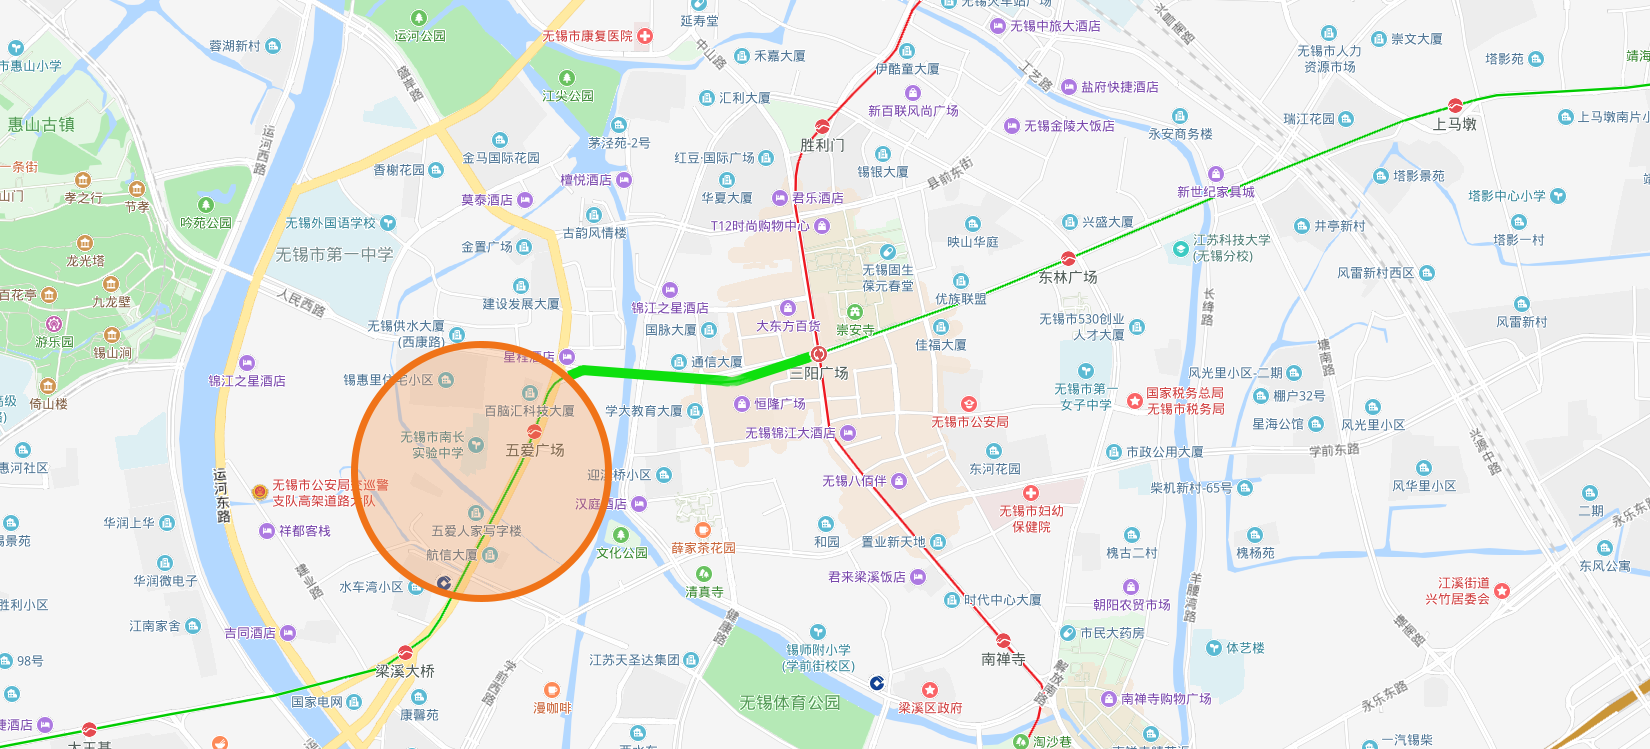 延寿堂
无锡火车站广场
运河公园
无锡市康复医院
无锡中旅大酒店
兴昌南路
蓉湖新村
中山路
禾嘉大厦
伊酷童大厦
无锡市人力
资源市场
崇文大厦
塔影苑
市惠山小学
盛岸路
江尖公园
汇利大厦
新百联风尚广场
工艺路
盐府快捷酒店
惠山古镇
运河西路
金马国际花园
茅泾苑-2号
胜利门
无锡金陵大饭店
永安商务楼
瑞江花园
上马墩
上马墩南片小
一条街
香榭花园
红豆·国际广场
锡银大厦
县前东街
檀悦酒店
新世纪家具城
塔影景苑
山门
孝之行
节孝
莫泰酒店
华夏大厦
君乐酒店
塔影中心小学
吟苑公园
无锡外国语学校
古韵风情楼
T12时尚购物中心
映山华庭
兴盛大厦
井亭新村
塔影一村
无锡市第一中学
金置广场
江苏科技大学
(无锡分校)
龙光塔
无锡固生
葆元春堂
东林广场
风雷新村西区
百花亭
九龙壁
人民西路
建设发展大厦
锦江之星酒店
优族联盟
长绛路
游乐园
锡山涧
无锡供水大厦
(西康路)
国脉大厦
大东方百货
崇安寺
佳福大厦
无锡市530创业
人才大厦
风雷新村
塘南路
锦江之星酒店
星程酒店
通信大厦
三阳广场
锡惠里住宅小区
风光里小区-二期
倚山楼
百脑汇科技大厦
学大教育大厦
恒隆广场
无锡市公安局
无锡市第一
女子中学
国家税务总局
无锡市税务局
棚户32号
星海公馆
风光里小区
无锡市南长
实验中学
五爱广场
无锡锦江大酒店
学前东路
兴源中路
惠河社区
迎
桥小区
东河花园
市政公用大厦
运河东路
无锡市公安局交巡警
支队高架道路大队
汉庭酒店
无锡八佰伴
柴机新村-65号
风华里小区
华润上华
祥都客栈
五爱人家写字楼
无锡市妇幼
保健院
二期
永乐东路
航信大厦
文化公园
薛家茶花园
和园
置业新天地
槐古二村
槐杨苑
东风公寓
华润微电子
建业路
水车湾小区
清真寺
君来梁溪饭店
朝阳农贸市场
羊腰湾路
江溪街道
兴竹居委会
胜利小区
江南家舍
吉同酒店
健康路
时代中心大厦
塘南路
98号
梁溪大桥
学前西路
江苏天圣达集团
锡师附小学
(学前街校区)
南禅寺
市民大药房
体艺楼
国家电网
康馨苑
漫咖啡
无锡体育公园
梁溪区政府
解放南路
南禅寺购物广场
永乐东路
淘沙巷
一汽锡柴